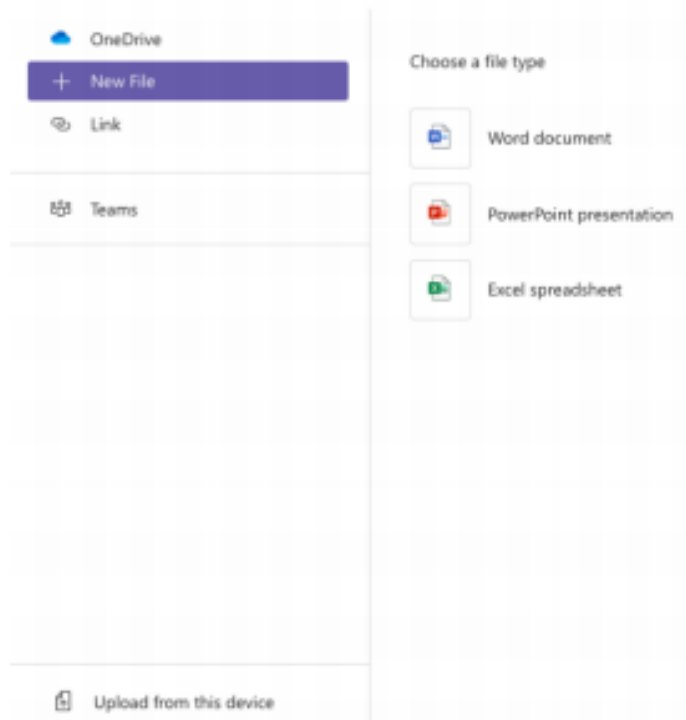 OneDrive
New File
Link
Teams
Upload from this device
Choose a file type
Word document
PowerPoint presentation
Excel spreadsheet